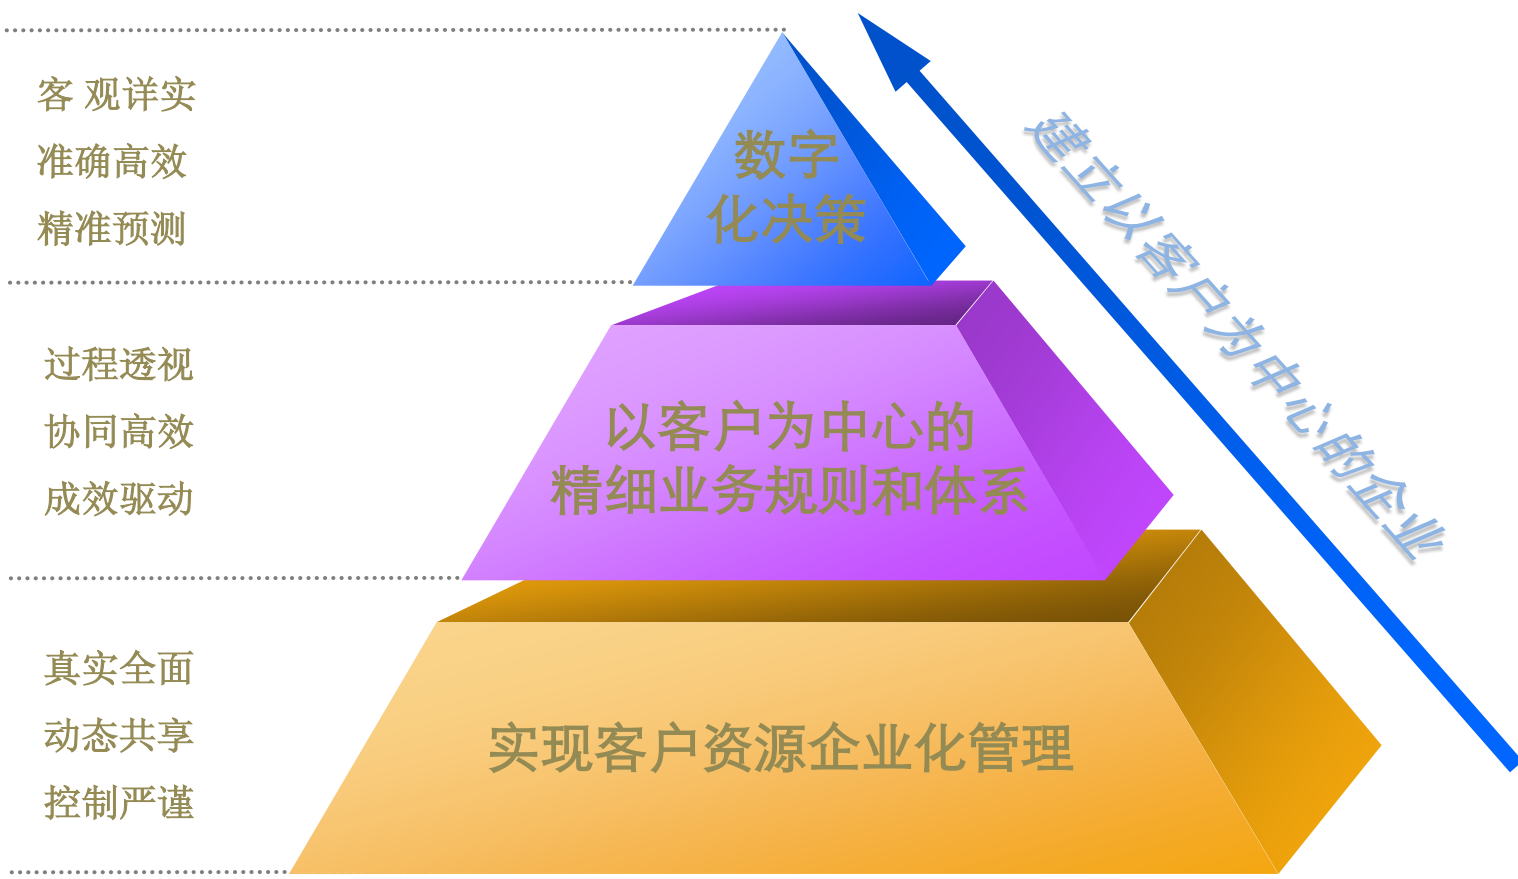 客 观详实
准确高效
精准预测
数字
化决策
建立以客户为中心的企业
过程透视
协同高效
成效驱动
以客户为中心的
精细业务规则和体系
真实全面
动态共享
控制严谨
实现客户资源企业化管理